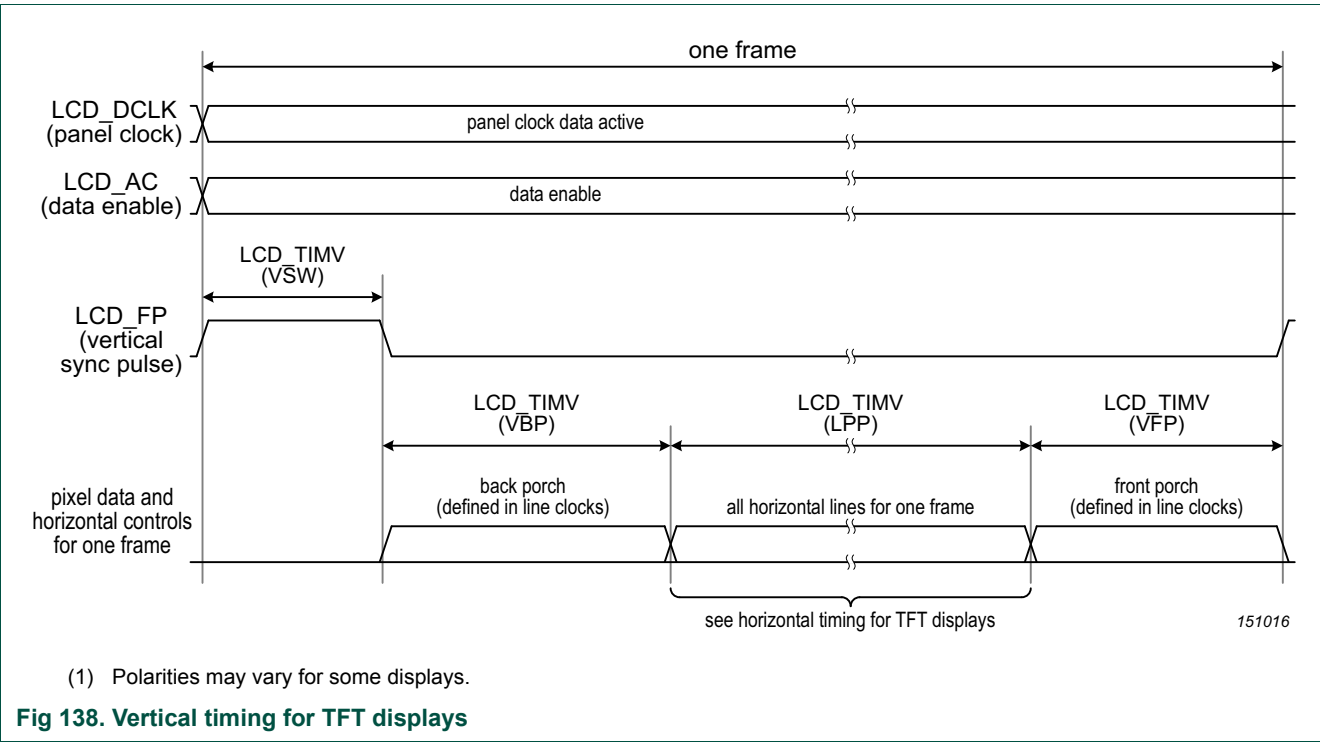 one frame
LCD_DCLK
(panel clock)
panel clock data active
LCD_AC
(data enable)
data enable
LCD_TIMV
(VSW)
LCD_FP
(vertical
sync pulse)
LCD_TIMV
(VBP)
LCD_TIMV
(LPP)
LCD_TIMV
(VFP)
pixel data and
horizontal controls
for one frame
back porch
(defined in line clocks)
all horizontal lines for one frame
front porch
(defined in line clocks)
see horizontal timing for TFT displays
151016
(1) Polarities may vary for some displays.
Fig 138. Vertical timing for TFT displays